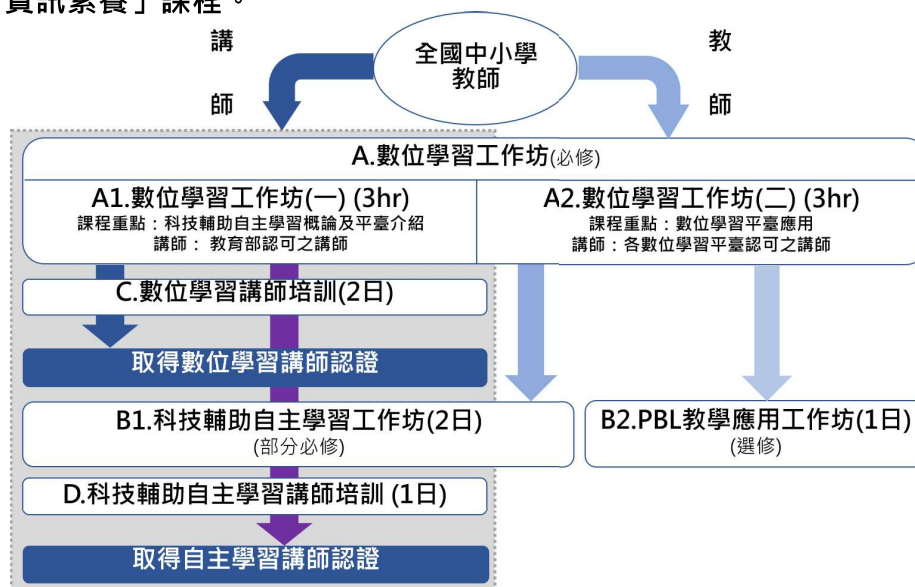 資訊素養」課程。
講師
全國中小學
教師
教師
A.數位學習工作坊(必修)
A1.數位學習工作坊(一) (3hr)
課程重點：科技輔助自主學習概論及平臺介紹
講師： 教育部認可之講師
A2.數位學習工作坊(二) (3hr)
課程重點：數位學習平臺應用
講師：各數位學習平臺認可之講師
C.數位學習講師培訓(2日)
取得數位學習講師認證
B1.科技輔助自主學習工作坊(2日)
(部分必修)
B2.PBL教學應用工作坊(1日)
(選修)
D.科技輔助自主學習講師培訓 (1日)
取得自主學習講師認證